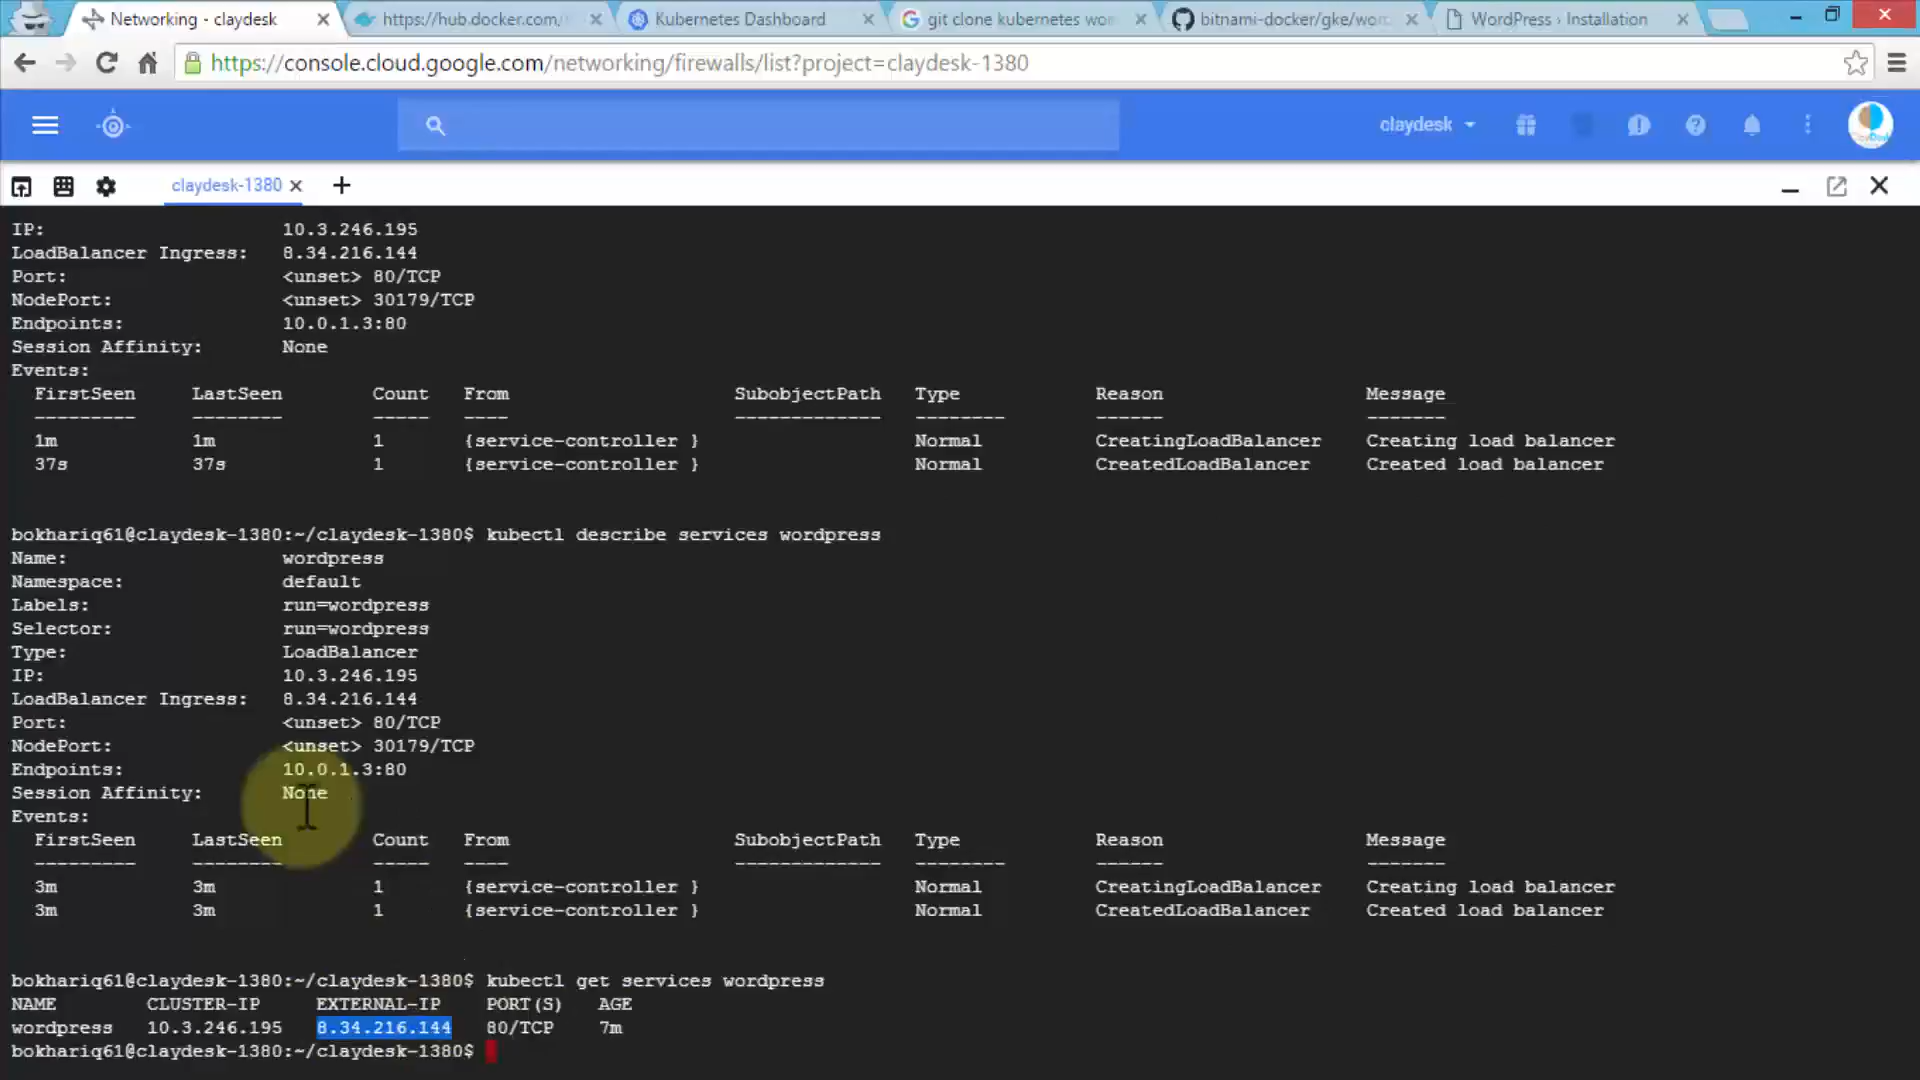 Networking - claydesk
https://hub.docker.com/
Kubernetes Dashboard
git clone kubernetes wor
bitnami-docker/gke/wor
WordPress › Installation
https://console.cloud.google.com/networking/firewalls/list?project=claydesk-1380
claydesk
claydesk-1380
IP: 10.3.246.195
LoadBalancer Ingress: 8.34.216.144
Port: <unset> 80/TCP
NodePort: <unset> 30179/TCP
Endpoints: 10.0.1.3:80
Session Affinity: None
Events:
FirstSeen LastSeen Count From SubobjectPath Type Reason Message
--------- -------- ----- ---- ------------- -------- ------ -------
1m 1m 1 {service-controller } Normal CreatingLoadBalancer Creating load balancer
37s 37s 1 {service-controller } Normal CreatedLoadBalancer Created load balancer
bokhariq61@claydesk-1380:~/claydesk-1380$ kubectl describe services wordpress
Name: wordpress
Namespace: default
Labels: run=wordpress
Selector: run=wordpress
Type: LoadBalancer
IP: 10.3.246.195
LoadBalancer Ingress: 8.34.216.144
Port: <unset> 80/TCP
NodePort: <unset> 30179/TCP
Endpoints: 10.0.1.3:80
Session Affinity: None
Events:
FirstSeen LastSeen Count From SubobjectPath Type Reason Message
--------- -------- ----- ---- ------------- -------- ------ -------
3m 3m 1 {service-controller } Normal CreatingLoadBalancer Creating load balancer
3m 3m 1 {service-controller } Normal CreatedLoadBalancer Created load balancer
bokhariq61@claydesk-1380:~/claydesk-1380$ kubectl get services wordpress
NAME CLUSTER-IP EXTERNAL-IP PORT(S) AGE
wordpress 10.3.246.195 8.34.216.144 80/TCP 7m
bokhariq61@claydesk-1380:~/claydesk-1380$